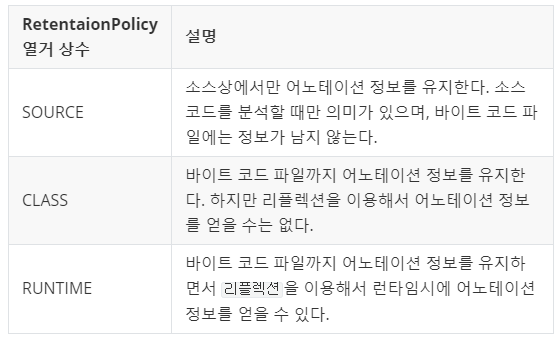 RetentaionPolicy
열거 상수
설명
SOURCE
소스상에서만 어노테이션 정보를 유지한다. 소스
코드를 분석할 때만 의미가 있으며, 바이트 코드 파
일에는 정보가 남지 않는다.
CLASS
바이트 코드 파일까지 어노테이션 정보를 유지한
다. 하지만 리플렉션을 이용해서 어노테이션 정보
를 얻을 수는 없다.
RUNTIME
바이트 코드 파일까지 어노테이션 정보를 유지하
면서 리플렉션을 이용해서 런타임시에 어노테이션
정보를 얻을 수 있다.